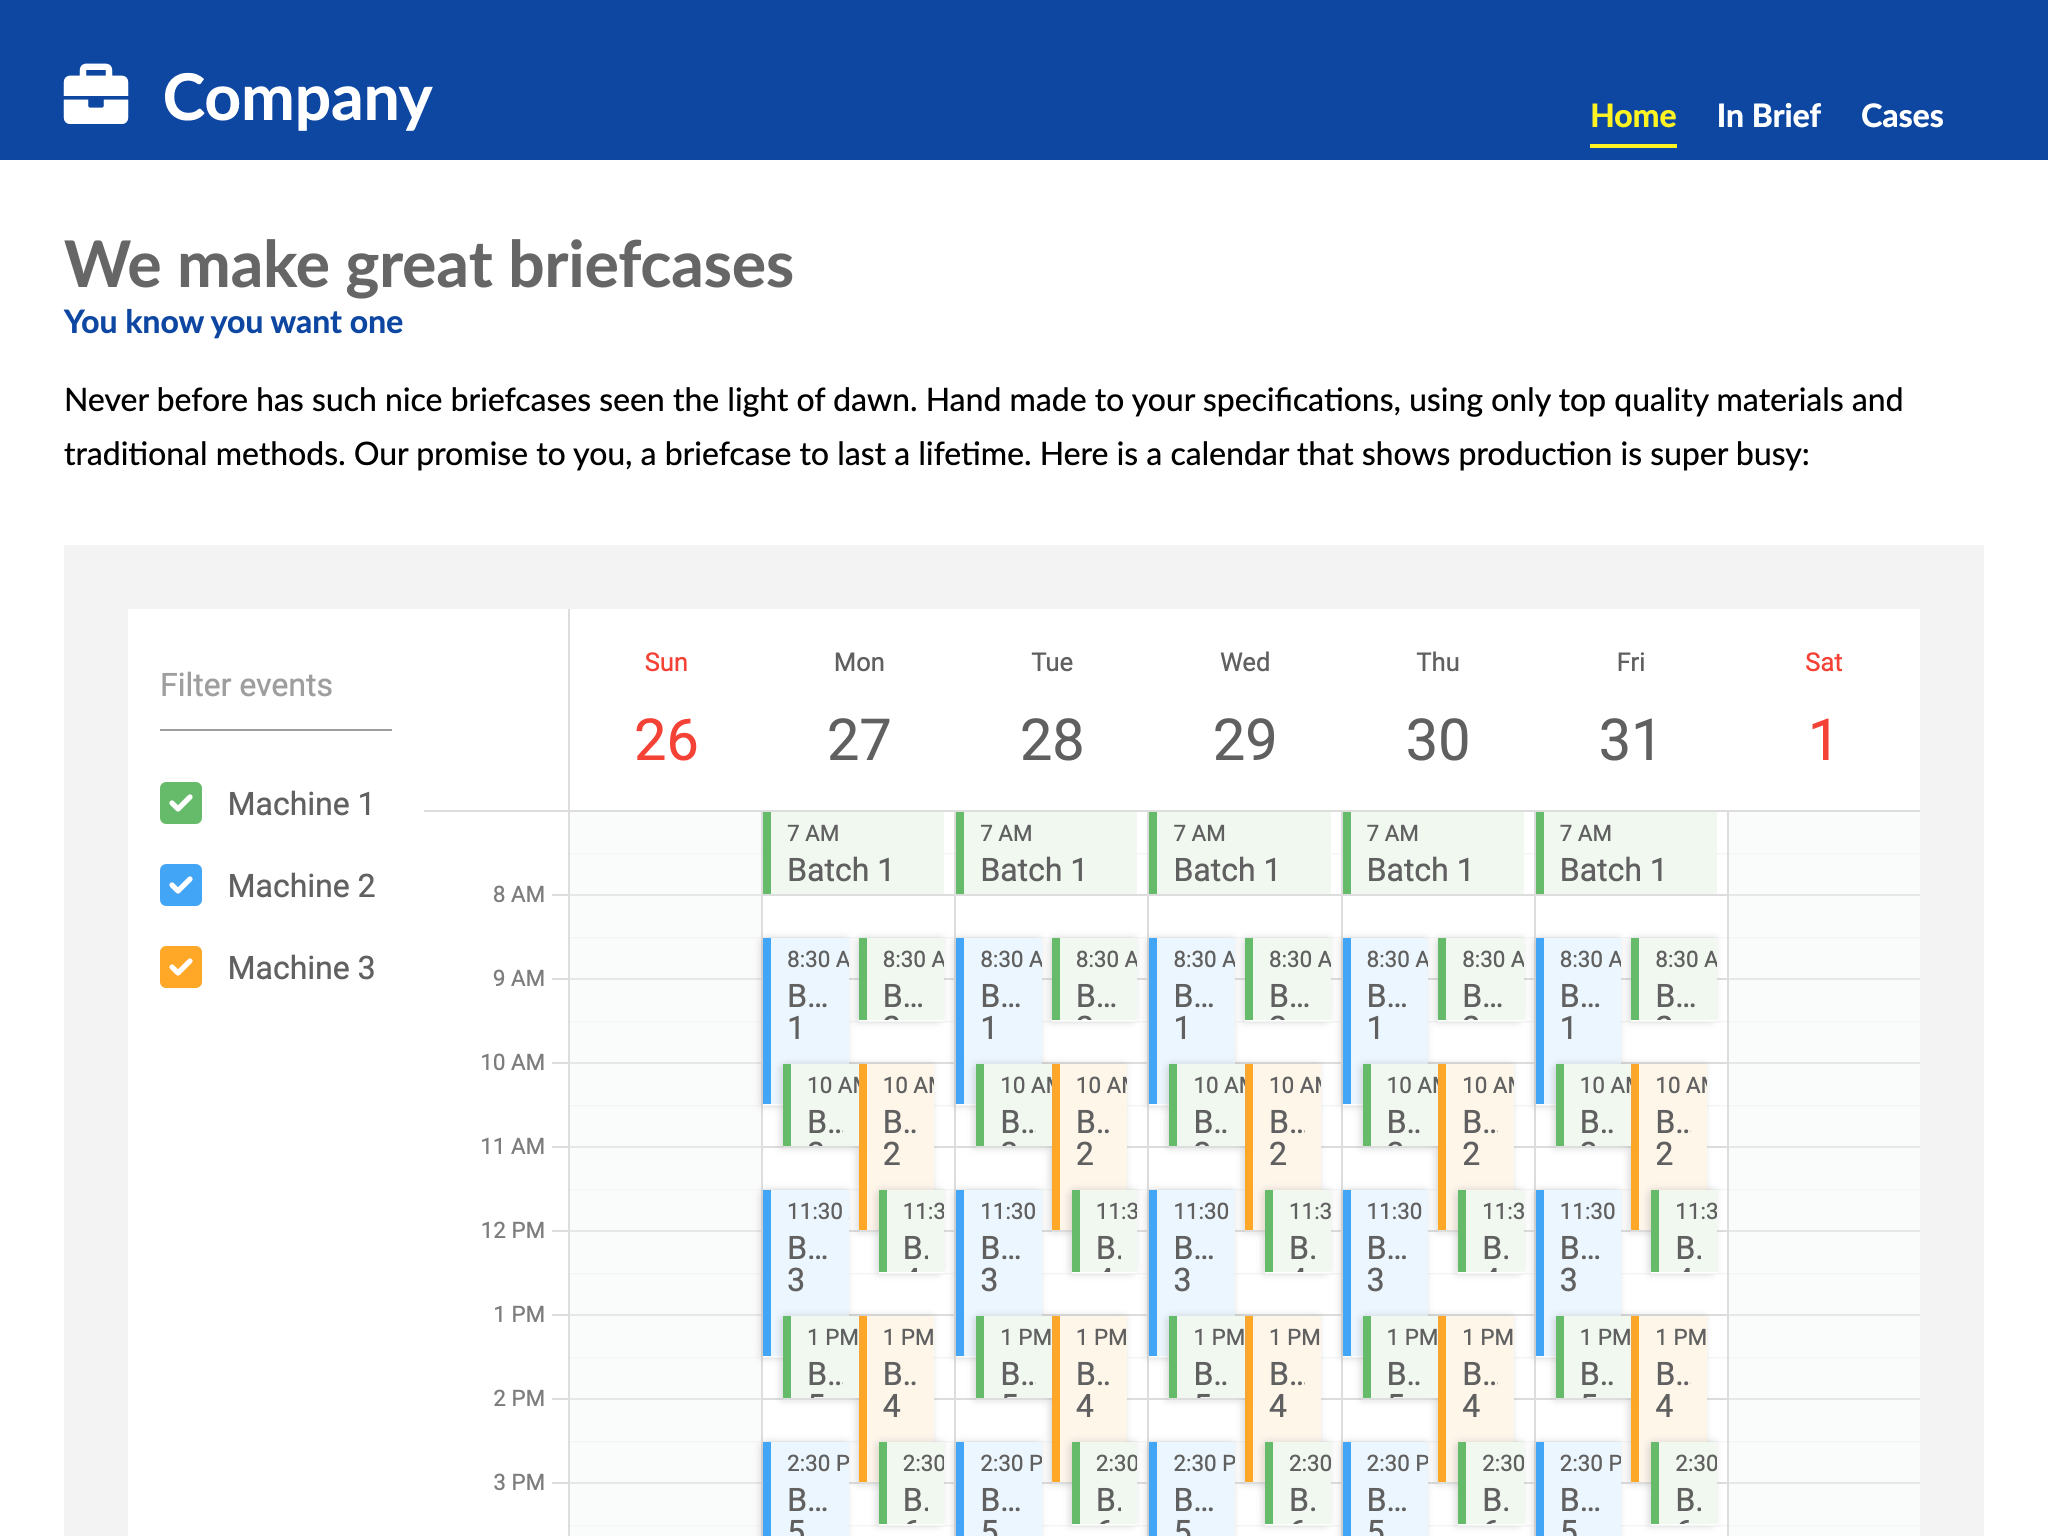 Company
Home In Brief Cases
We make great briefcases
You know you want one
Never before has such nice briefcases seen the light of dawn. Hand made to your specifications, using only top quality materials and
traditional methods. Our promise to you, a briefcase to last a lifetime. Here is a calendar that shows production is super busy:
Filter events
Machine 1
Machine 2
Machine 3
Sun Mon Tue Wed Thu Fri Sat
26 27 28 29 30 31 1
7 AM 7 AM 7 AM 7 AM 7 AM
Batch 1 Batch 1 Batch 1 Batch 1 Batch 1
8 AM
8:30 A 8:30 A 8:30 A 8:30 A 8:30 A 8:30 A 8:30 A 8:30 A 8:30 A 8:30 A
9 AM
B... B... B... B... B... B... B... B... B... B...
1 1 1 1 1
10 AM
10 AM 10 AM 10 AM 10 AM 10 AM 10 AM 10 AM 10 AM 10 AM 10 AM
B.. B.. B.. B.. B.. B.. B.. B.. B.. B..
11 AM
2 2 2 2 2
11:30 11:3 11:30 11:3 11:30 11:3 11:30 11:3 11:30 11:3
12 PM
B... B. B... B. B... B. B... B. B... B.
3 3 3 3 3
1 PM
1 PM 1 PM 1 PM 1 PM 1 PM 1 PM 1 PM 1 PM 1 PM 1 PM
B.. B.. B.. B.. B.. B.. B.. B.. B.. B..
2 PM
4 4 4 4 4
2:30 P 2:30 2:30 P 2:30 2:30 P 2:30 2:30 P 2:30 2:30 P 2:30
3 PM
B... B. B... B. B... B. B... B. B... B.
5 5 5 5 5